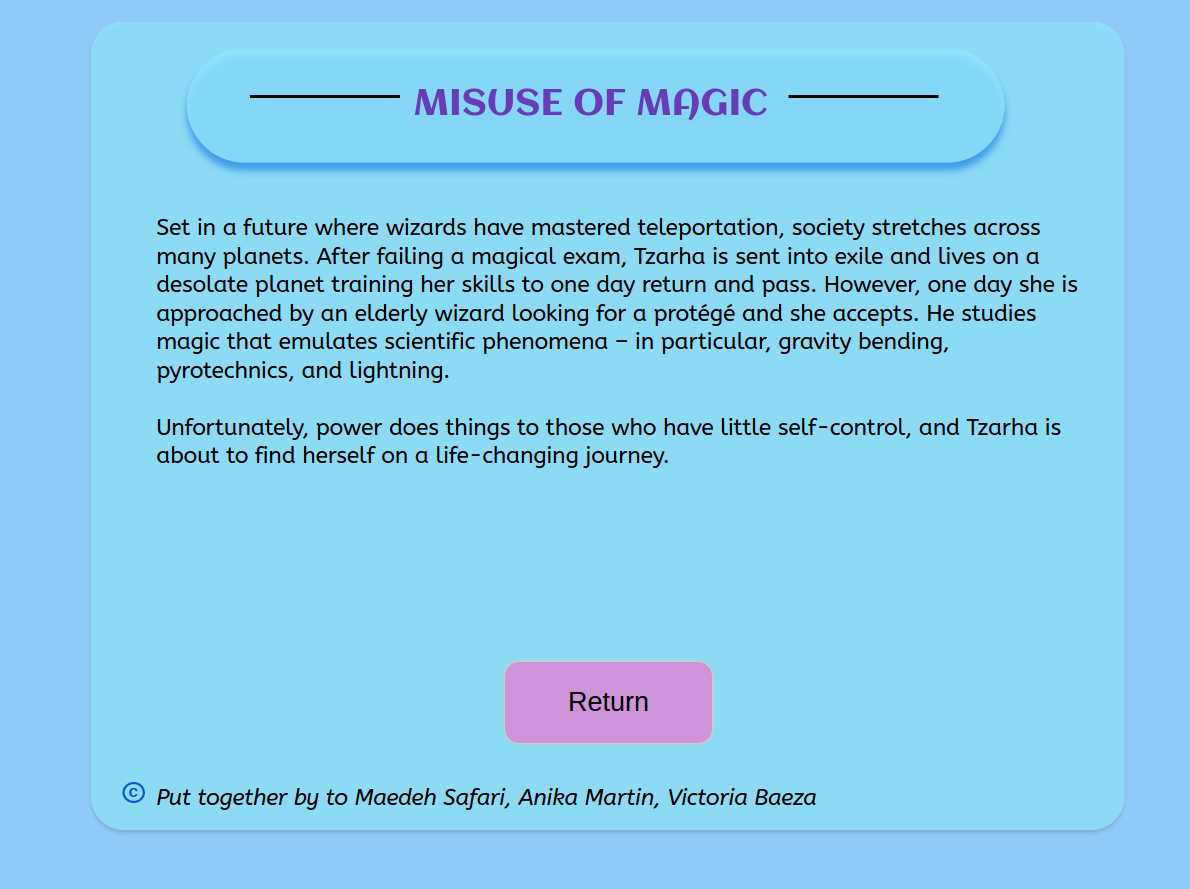 MISUSE OF MAGIC
Set in a future where wizards have mastered teleportation, society stretches across
many planets. After failing a magical exam, Tzarha is sent into exile and lives on a
desolate planet training her skills to one day return and pass. However, one day she is
approached by an elderly wizard looking for a protégé and she accepts. He studies
magic that emulates scientific phenomena – in particular, gravity bending,
pyrotechnics, and lightning.
Unfortunately, power does things to those who have little self-control, and Tzarha is
about to find herself on a life-changing journey.
Return
© Put together by to Maedeh Safari, Anika Martin, Victoria Baeza